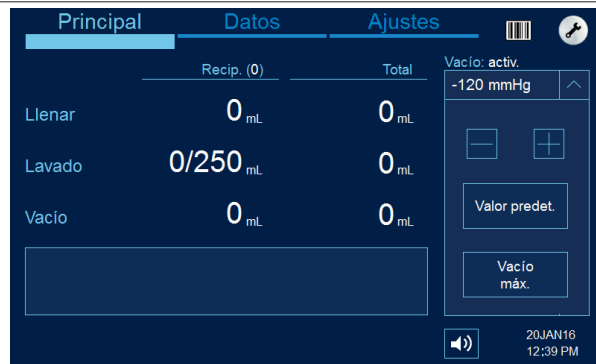 Principal Datos Ajustes
Vacío: activ.
Recip. (0) Total
-120 mmHg
Llenar 0 mL 0 mL
Lavado 0/250 mL 0 mL
Valor predet.
Vacío 0 mL 0 mL
Vacío
máx.
20JAN16
12:39 PM